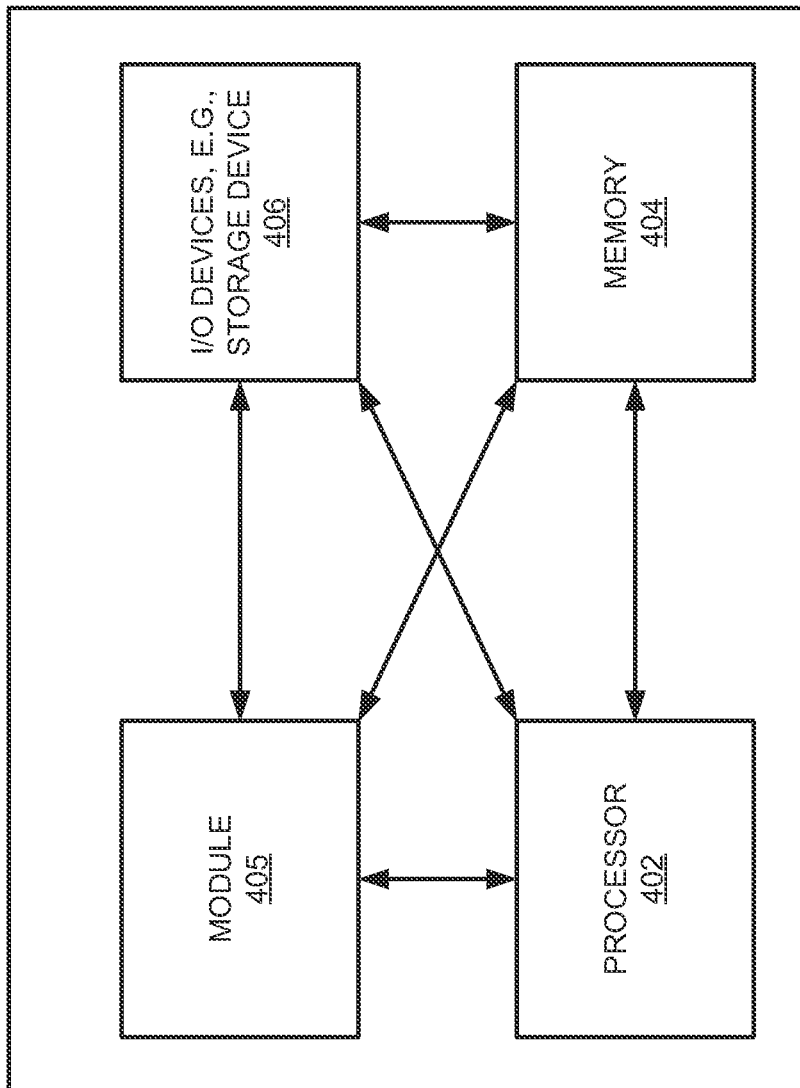 I/O DEVICES, E.G.,
STORAGE DEVICE
406
MEMORY
404
MODULE
405
PROCESSOR
402